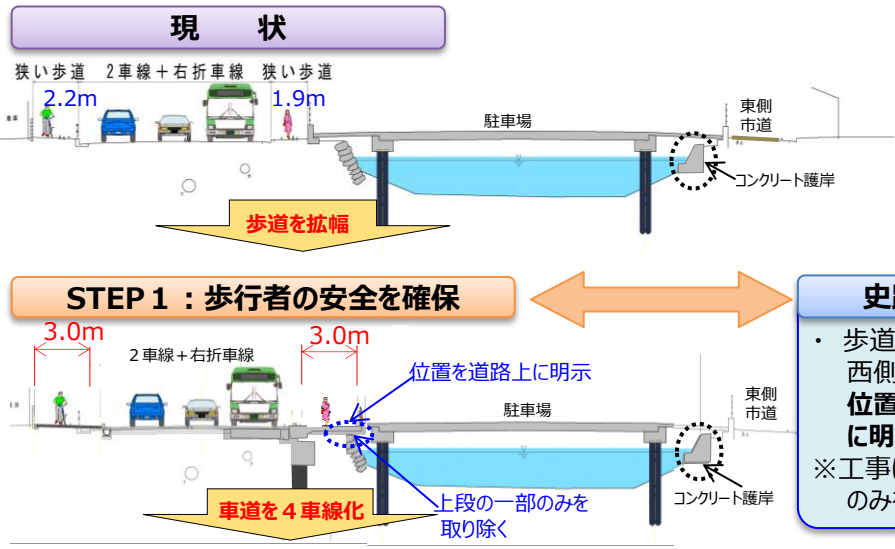 現　状
狭い歩道　2車線＋右折車線　狭い歩道
2.2m
1.9m
駐車場
東側
市道
コンクリート護岸
歩道を拡幅
STEP１：歩行者の安全を確保
3.0m
3.0m
２車線＋右折車線
位置を道路上に明示
駐車場
東側
市道
コンクリート護岸
上段の一部のみを
取り除く
車道を４車線化
・ 歩道
西側
位置
に明
※工事
のみ